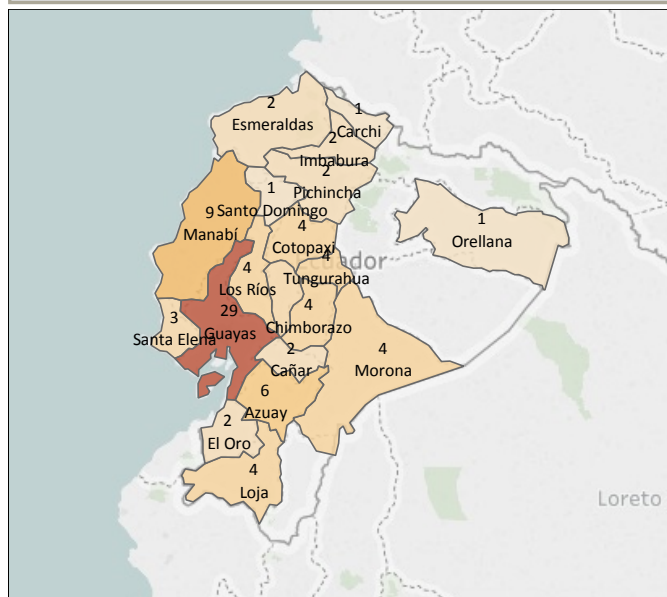 2
Esmeraldas
1
Carchi
2
Imbabura
2
Pichincha
1
Santo Domingo
9
Manabí
4
Cotopaxi
1
Orellana
Ecuador
4
Tungurahua
4
Los Ríos
3
Santa Elena
29
Guayas
4
Chimborazo
2
Cañar
4
Morona
6
Azuay
2
El Oro
4
Loja
Loreto